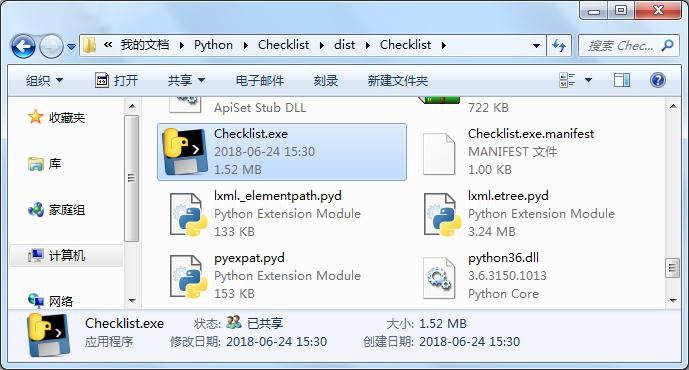 « 我的文档 ▸ Python ▸ Checklist ▸ dist ▸ Checklist ▸
搜索 Chec...
组织 打开 共享 电子邮件 刻录 新建文件夹
收藏夹
库
家庭组
计算机
网络
ApiSet Stub DLL
722 KB
Checklist.exe
2018-06-24 15:30
1.52 MB
Checklist.exe.manifest
MANIFEST 文件
1.00 KB
lxml._elementpath.pyd
Python Extension Module
133 KB
lxml.etree.pyd
Python Extension Module
3.24 MB
pyexpat.pyd
Python Extension Module
153 KB
python36.dll
3.6.3150.1013
Python Core
Checklist.exe 状态: 已共享 大小: 1.52 MB
应用程序 修改日期: 2018-06-24 15:30 创建日期: 2018-06-24 15:30